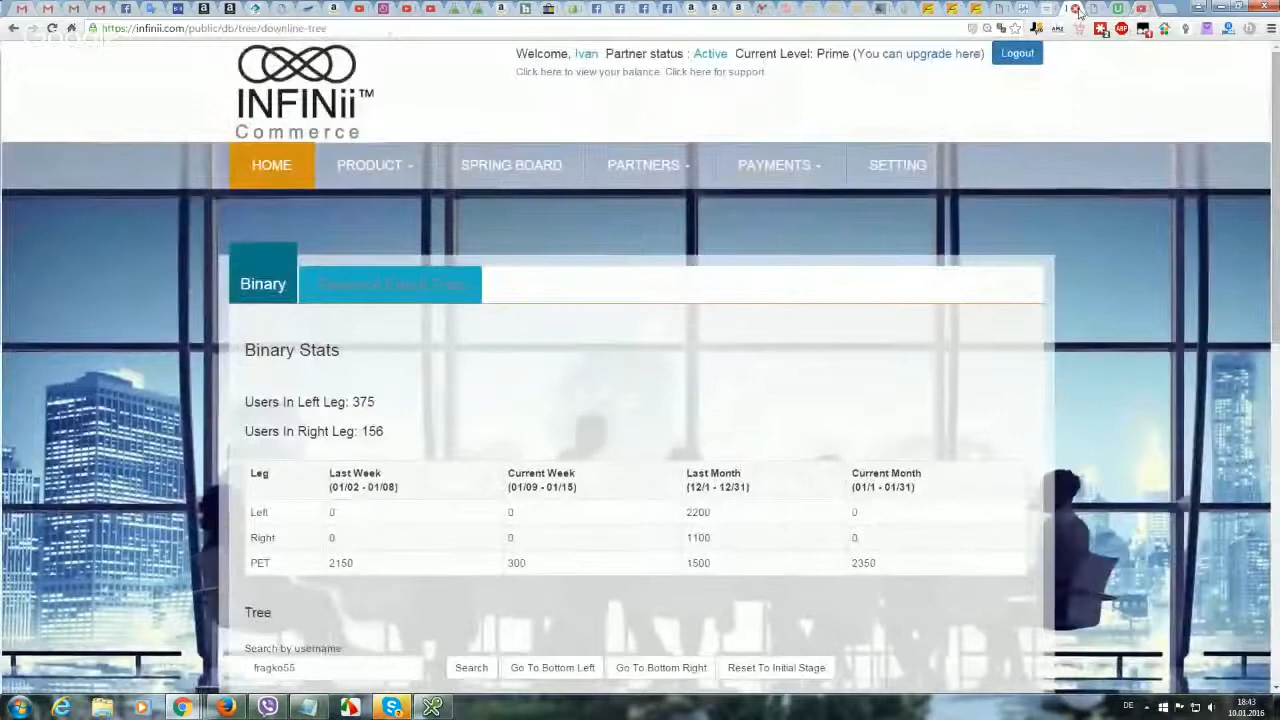 https://infinii.com/public/db/tree/downline-tree
INFINii™
Commerce
Welcome, Ivan Partner status : Active Current Level: Prime (You can upgrade here) Logout
Click here to view your balance. Click here for support.
HOME PRODUCT SPRING BOARD PARTNERS PAYMENTS SETTING
Binary
Binary Stats
Users In Left Leg: 375
Users In Right Leg: 156
Leg Last Week Current Week Last Month Current Month
(01/02 - 01/08) (01/09 - 01/15) (12/1 - 12/31) (01/1 - 01/31)
Left 0 0 2200 0
Right 0 0 1100 0
PET 2150 300 1500 2350
Tree
Search by username
fragko55 Search Go To Bottom Left Go To Bottom Right Reset To Initial Stage
DE 18:43
10.01.2016